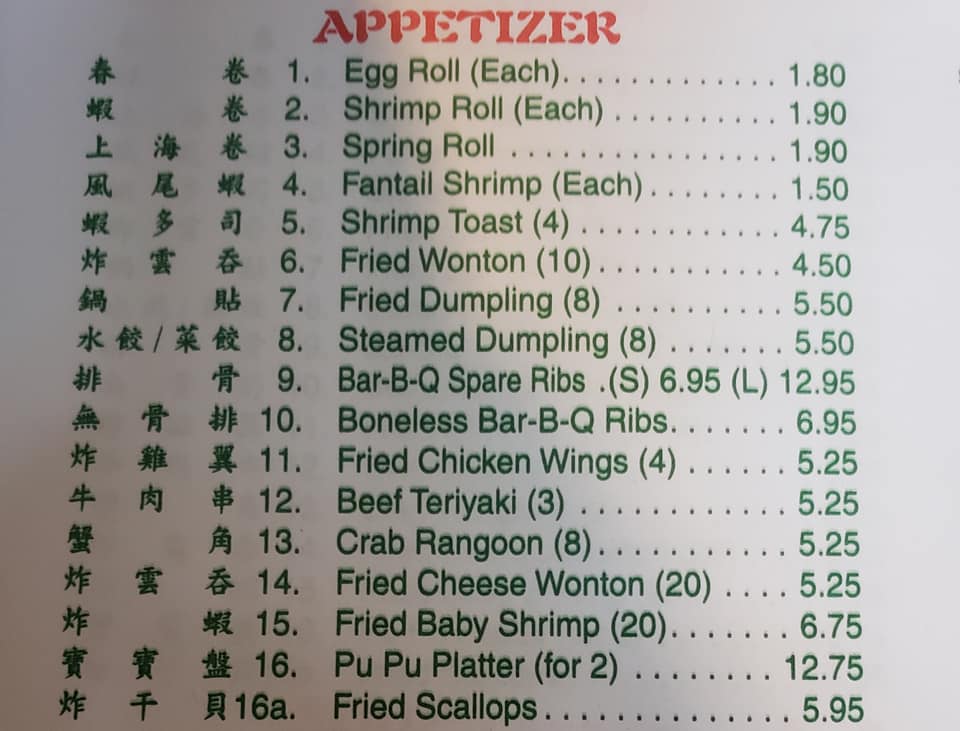 APPETIZER
春卷 1. Egg Roll (Each)............. 1.80
蝦卷 2. Shrimp Roll (Each) .......... 1.90
上海卷 3. Spring Roll ................ 1.90
風尾蝦 4. Fantail Shrimp (Each)........ 1.50
蝦多司 5. Shrimp Toast (4) ............ 4.75
炸雲吞 6. Fried Wonton (10)........... 4.50
鍋貼 7. Fried Dumpling (8) .......... 5.50
水餃/菜餃 8. Steamed Dumpling (8) ....... 5.50
排骨 9. Bar-B-Q Spare Ribs .(S) 6.95 (L) 12.95
無骨排 10. Boneless Bar-B-Q Ribs....... 6.95
炸雞翼 11. Fried Chicken Wings (4) ...... 5.25
牛肉串 12. Beef Teriyaki (3) ............ 5.25
蟹角 13. Crab Rangoon (8)........... 5.25
炸雲吞 14. Fried Cheese Wonton (20) .... 5.25
炸蝦 15. Fried Baby Shrimp (20)....... 6.75
寶寶盤 16. Pu Pu Platter (for 2) ........ 12.75
炸干貝 16a. Fried Scallops............. 5.95